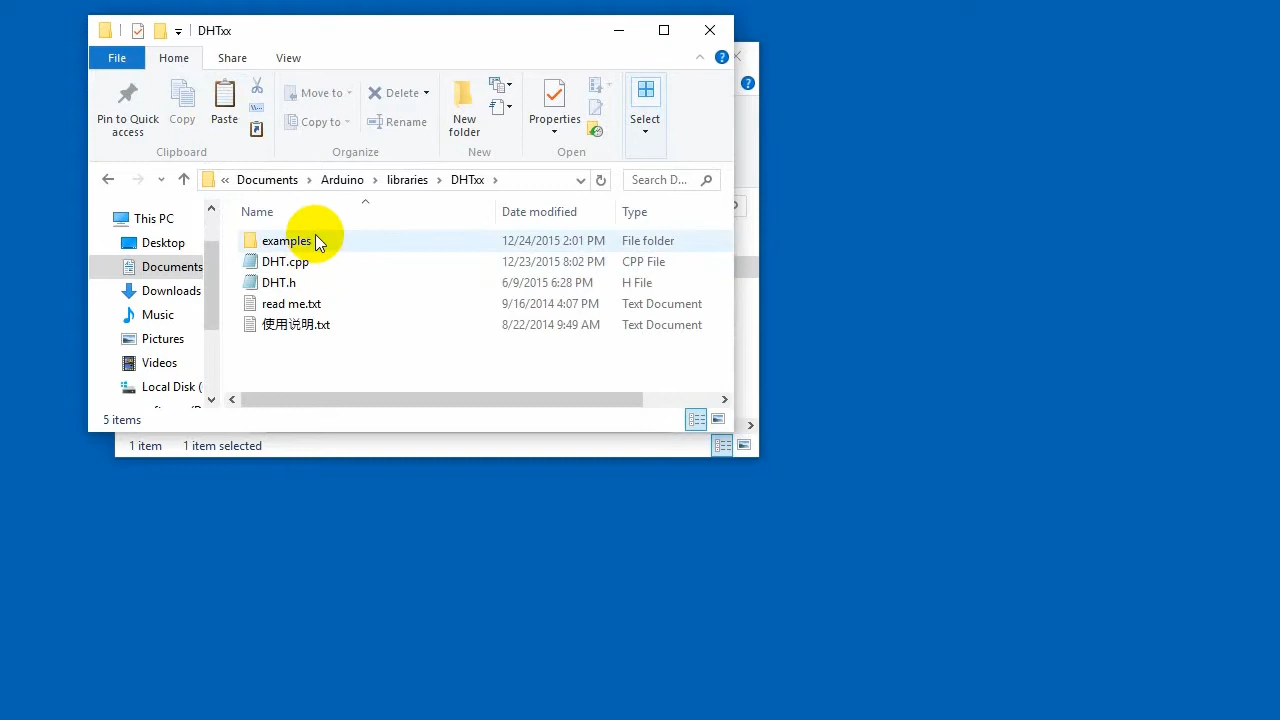 DHTxx
File Home Share View
Pin to Quick access
Copy
Paste
Move to
Copy to
Delete
Rename
New folder
Properties
Select
Clipboard Organize New Open
« Documents › Arduino › libraries › DHTxx ›
Search D...
Name Date modified Type
This PC
Desktop
Documents
Downloads
Music
Pictures
Videos
Local Disk (
examples 12/24/2015 2:01 PM File folder
DHT.cpp 12/23/2015 8:02 PM CPP File
DHT.h 6/9/2015 6:28 PM H File
read me.txt 9/16/2014 4:07 PM Text Document
使用说明.txt 8/22/2014 9:49 AM Text Document
5 items
1 item 1 item selected